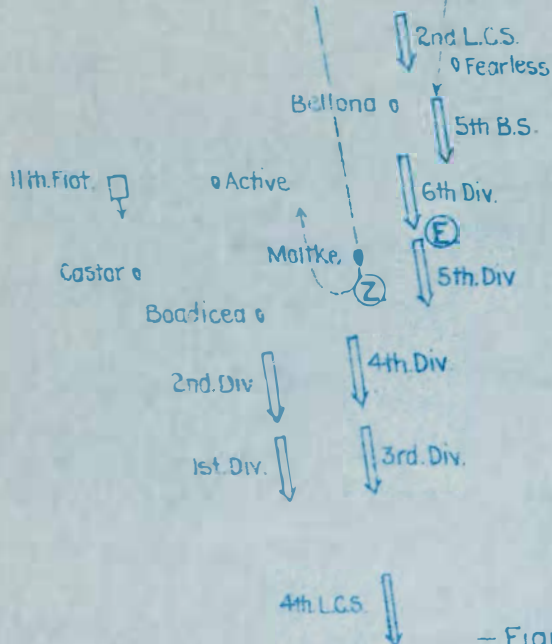 2nd L.C.S.
Fearless
Bellona
5th B.S.
11th. Flot.
Active
6th Div.
E
Moltke.
Castor
Z
5th. Div
Boadicea
4th. Div.
2nd. Div
3rd. Div.
1st. Div.
4th L.C.S.